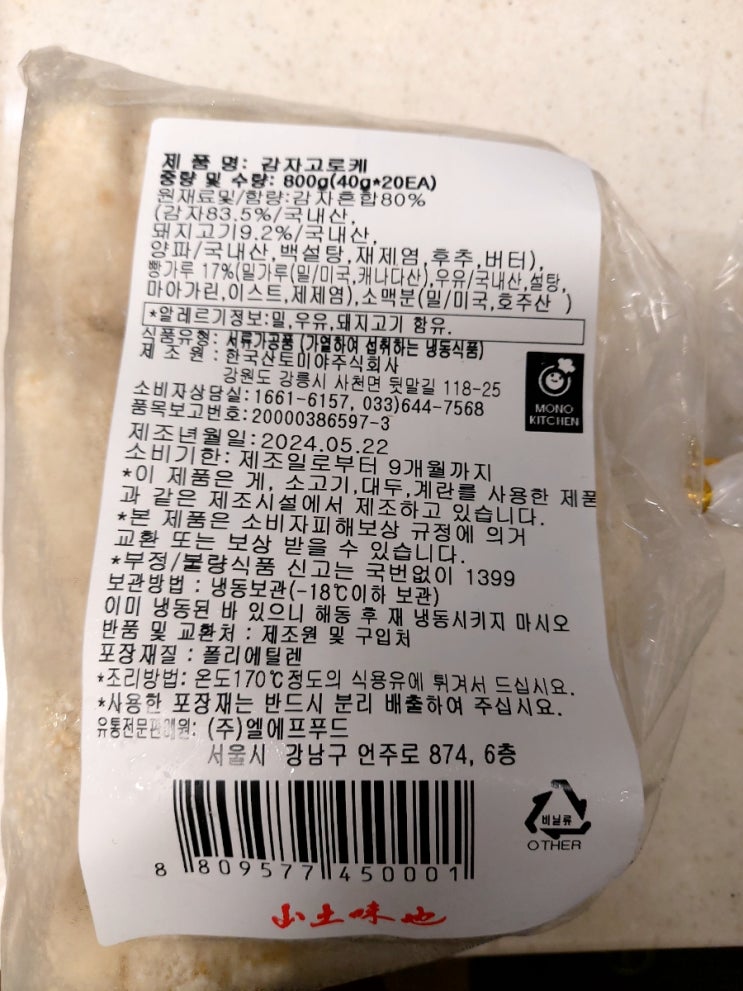 제 품 명: 감자고로케
중량 및 수량: 800g(40g*20EA)
원재료및/함량:감자혼합80%
(감자83.5%/국내산,
돼지고기9.2%/국내산,
양파/국내산,백설탕,재제염,후추,버터),
빵가루 17%(밀가루(밀/미국,캐나다산),우유/국내산,설탕,
마아가린,이스트,제제염),소맥분(밀/미국,호주산 )
*알레르기정보:밀,우유,돼지고기 함유.
식품유형: 서류가공품 (가열하여 섭취하는 냉동식품)
제 조 원 : 한국산토미야주식회사
강원도 강릉시 사천면 뒷말길 118-25
MONO
KITCHEN
소비자상담실:1661-6157, 033)644-7568
품목보고번호:20000386597-3
제조년월일:2024.05.22
소비기한: 제조일로부터 9개월까지
*이 제품은 게, 소고기,대두,계란를 사용한 제품
과 같은 제조시설에서 제조하고 있습니다.
*본 제품은 소비자피해보상 규정에 의거
교환 또는 보상 받을 수 있습니다.
*부정/불량식품 신고는 국번없이 1399
보관방법 : 냉동보관(-18℃이하 보관)
이미 냉동된 바 있으니 해동 후 재 냉동시키지 마시오
반품 및 교환처 : 제조원 및 구입처
포장재질 : 폴리에틸렌
*조리방법: 온도170℃정도의 식용유에 튀겨서 드십시요.
*사용한 포장재는 반드시 분리 배출하여 주십시요.
유통전문판매원: (주)엘에프푸드
서울시 강남구 언주로 874, 6층
비닐류
OTHER
8 809577 450001
山土味也